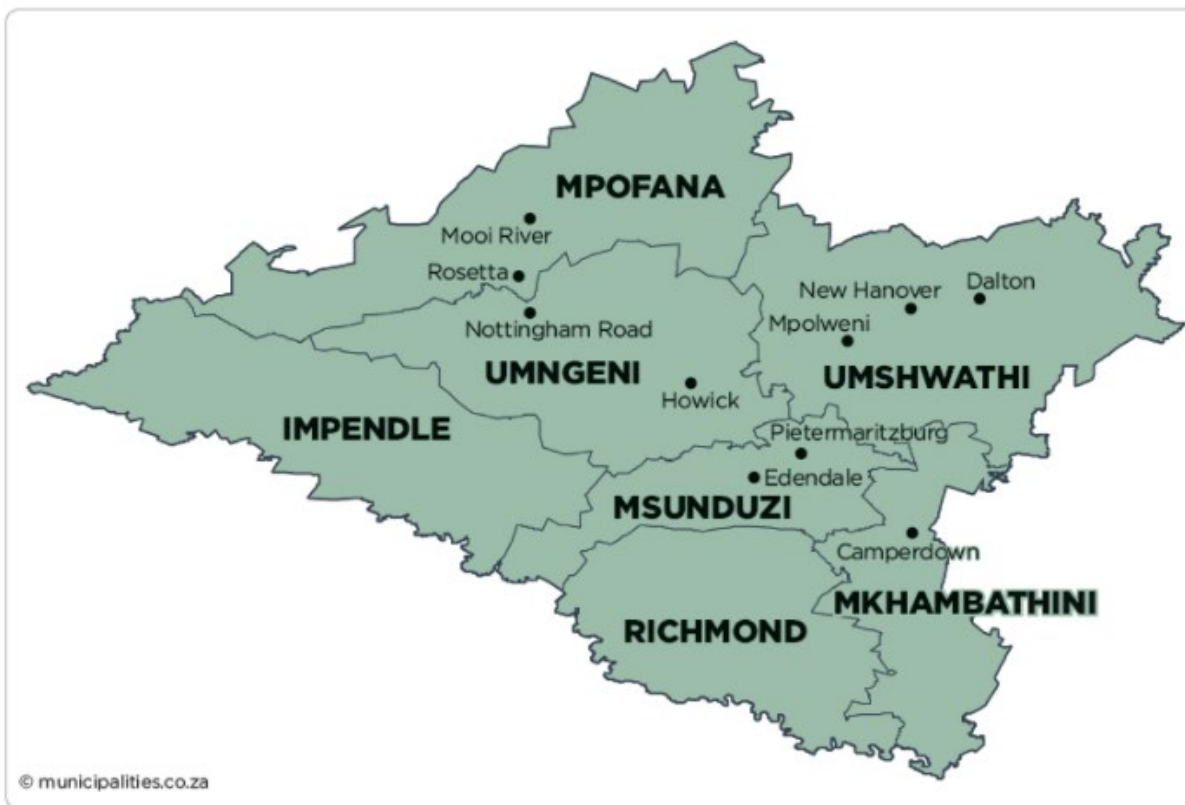 MPOFANA
Mooi River
Rosetta
New Hanover
Dalton
Nottingham Road
Mpolweni
UMNGENI
UMSHWATHI
Howick
IMPENDLE
Pietermaritzburg
Edendale
MSUNDUZI
Camperdown
MKHAMBATHINI
RICHMOND
© municipalities.co.za